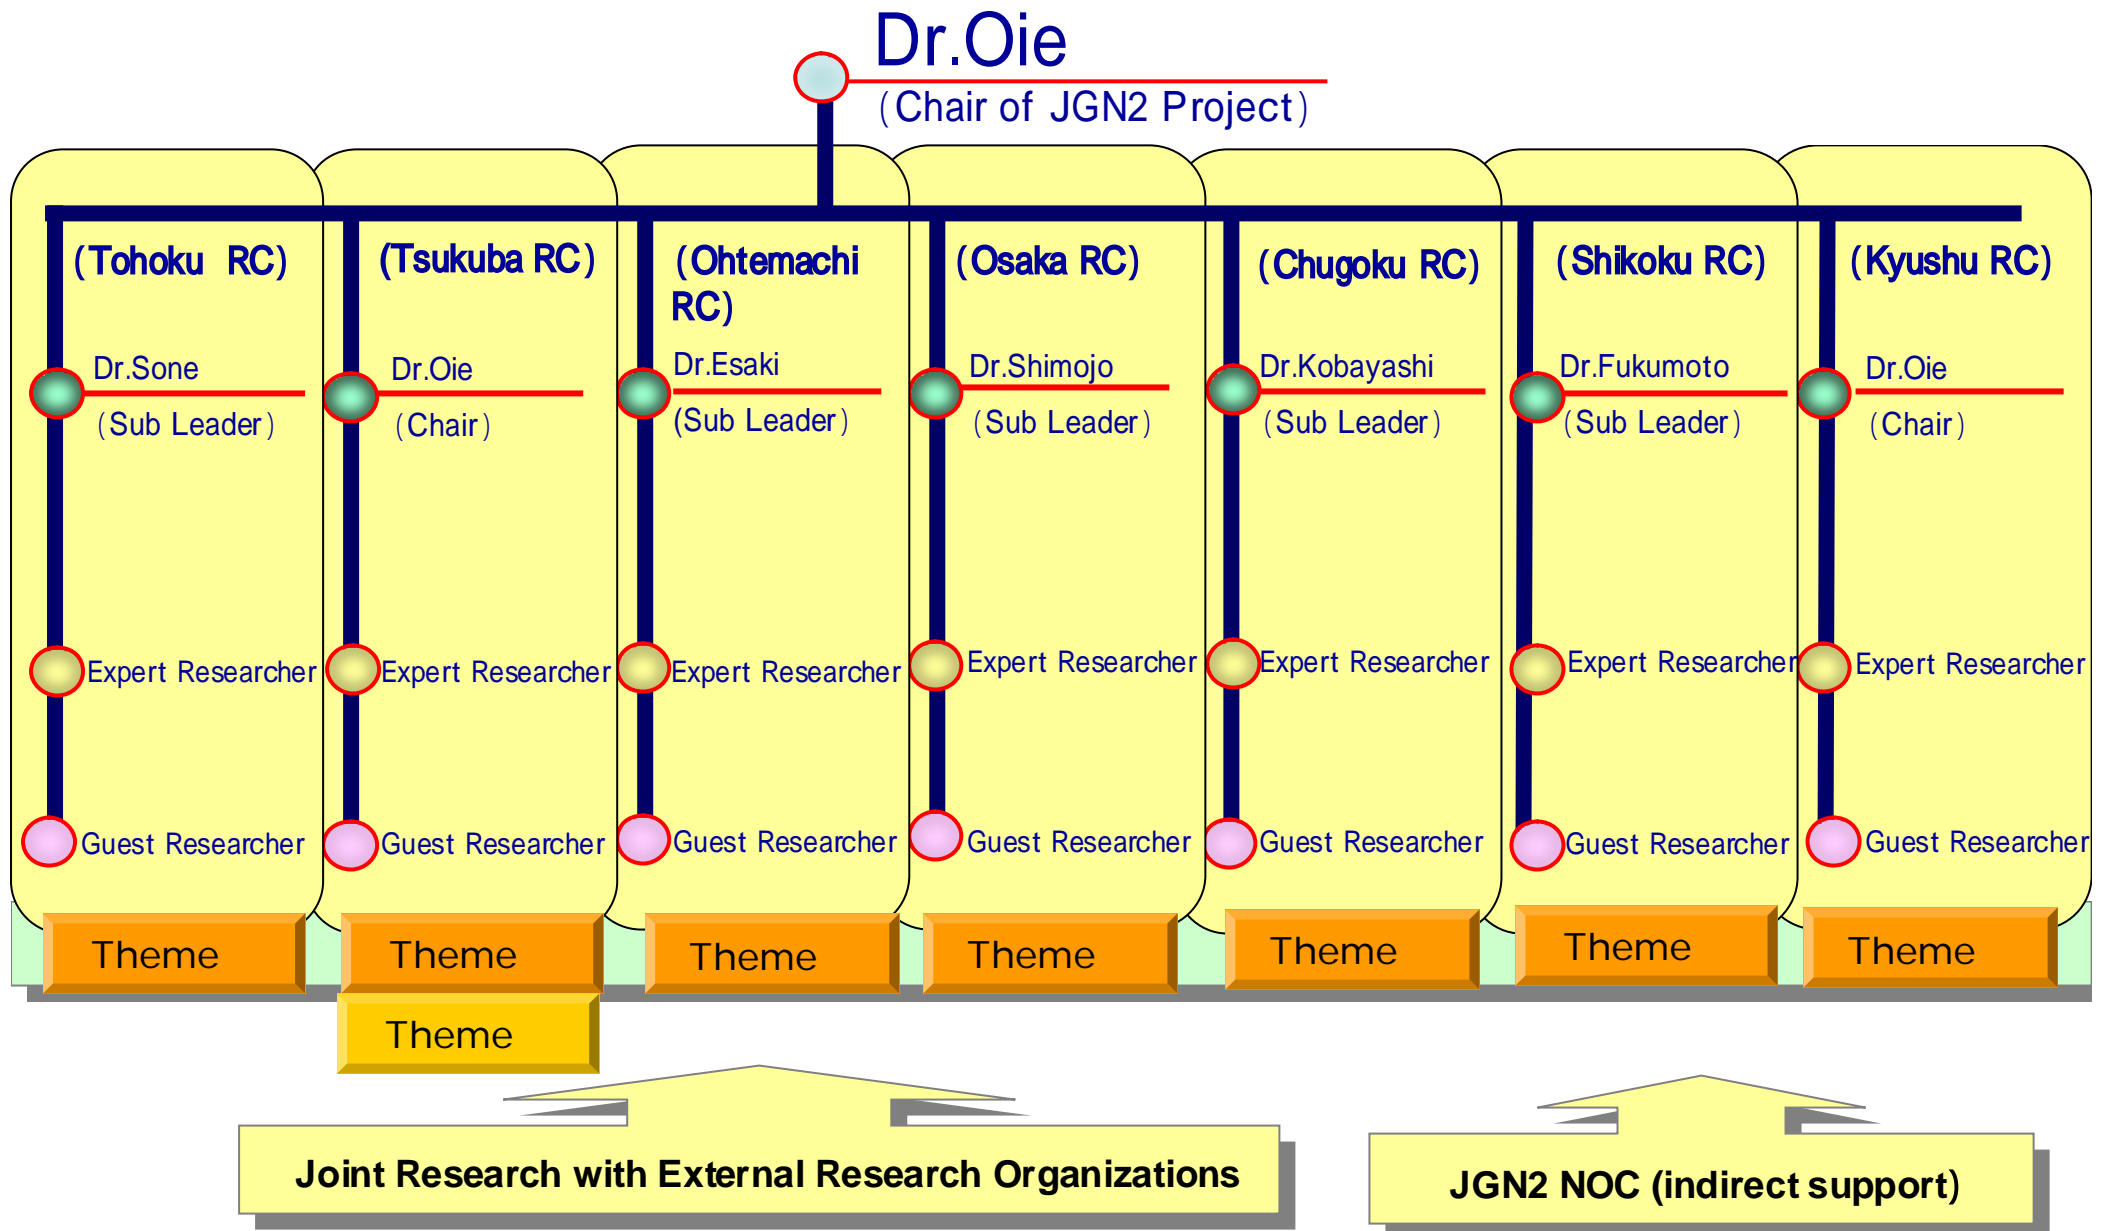 Dr.Oie
(Chair of JGN2 Project)
(Tohoku RC)
(Tsukuba RC)
(Ohtemachi
RC)
(Osaka RC)
(Chugoku RC)
(Shikoku RC)
(Kyushu RC)
Dr.Sone
(Sub Leader)
Dr.Oie
(Chair)
Dr.Esaki
(Sub Leader)
Dr.Shimojo
(Sub Leader)
Dr.Kobayashi
(Sub Leader)
Dr.Fukumoto
(Sub Leader)
Dr.Oie
(Chair)
Expert Researcher
Expert Researcher
Expert Researcher
Expert Researcher
Expert Researcher
Expert Researcher
Expert Researcher
Guest Researcher
Guest Researcher
Guest Researcher
Guest Researcher
Guest Researcher
Guest Researcher
Guest Researcher
Theme
Theme
Theme
Theme
Theme
Theme
Theme
Theme
Joint Research with External Research Organizations
JGN2 NOC (indirect support)